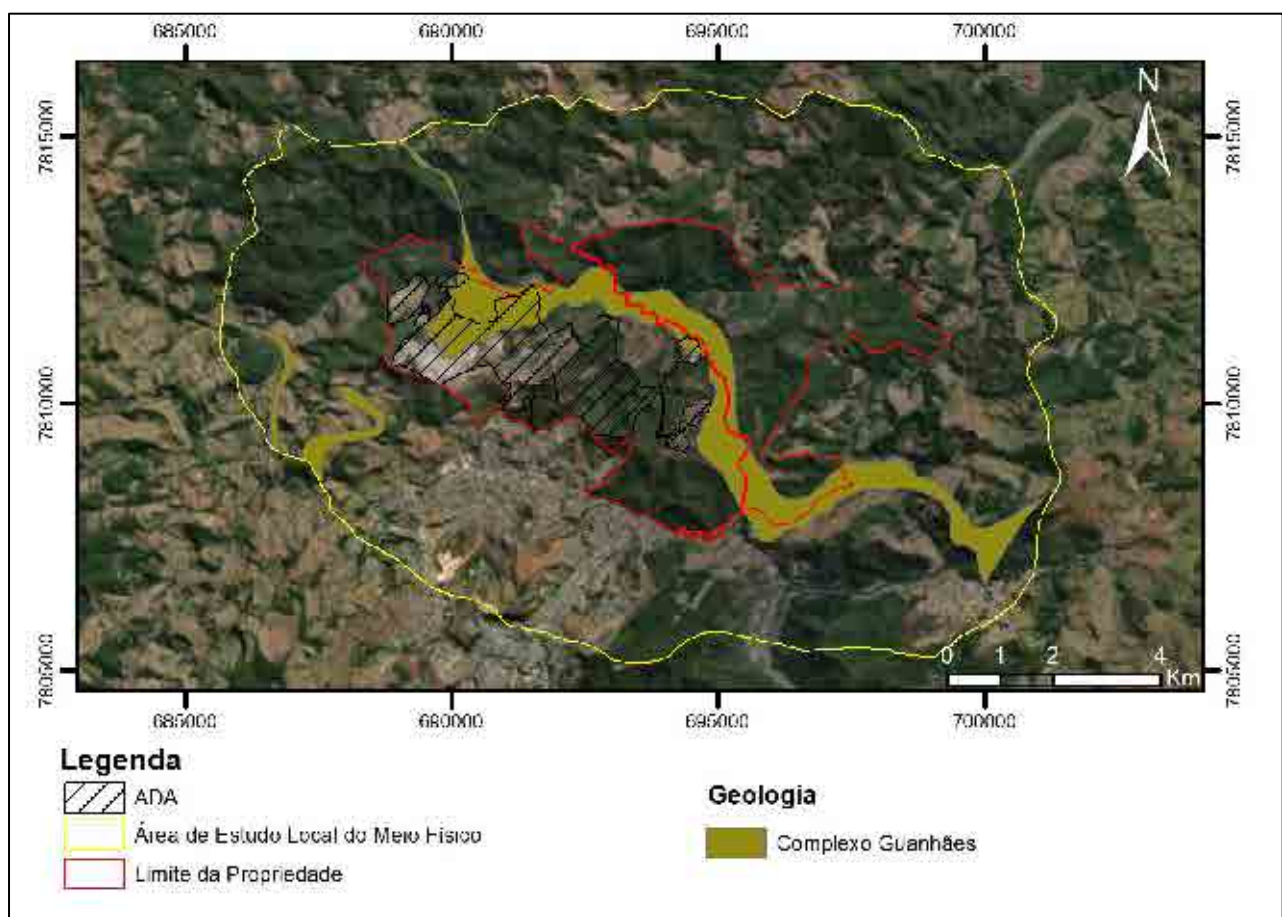 685000 690000 695000 700000
N
7815000 7815000
7810000 7810000
7805000 7805000
0 1 2 4
Km
685000 690000 695000 700000
Legenda
ADA
Área de Estudo Local do Meio Físico
Limite da Propriedade
Geologia
Complexo Guanhães